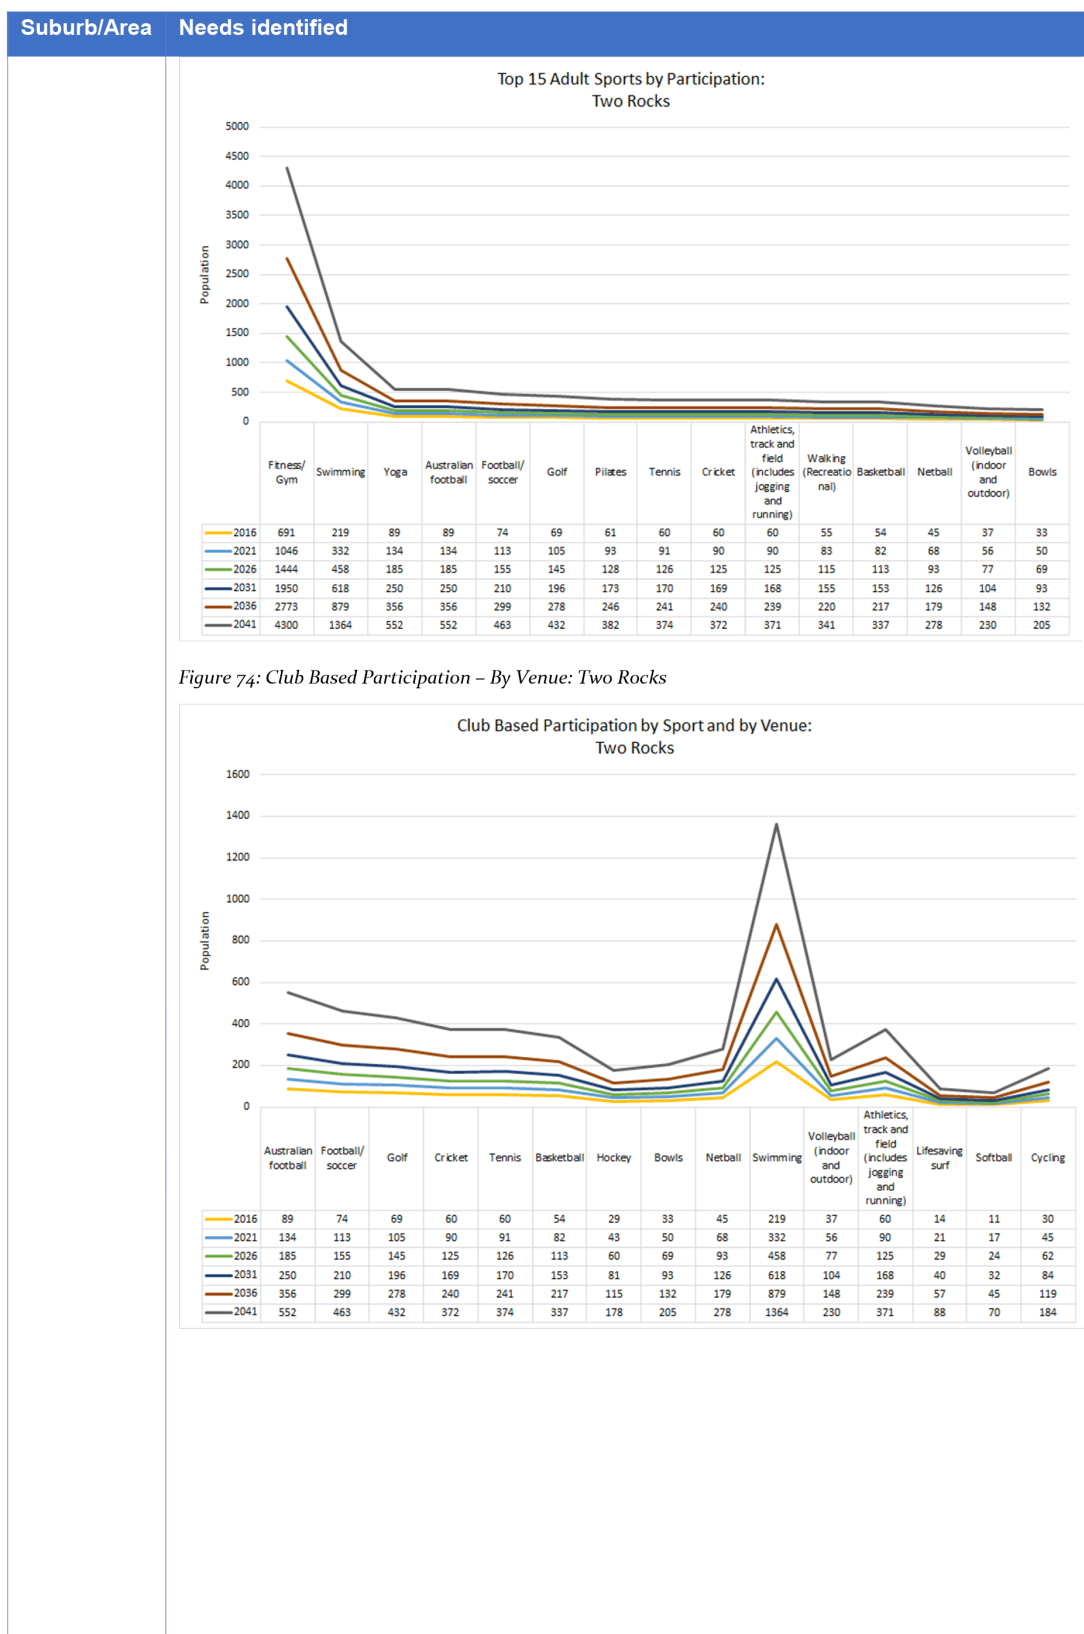 Suburb/Area Needs identified
Top 15 Adult Sports by Participation:
Two Rocks
5000
4500
4000
3500
3000
2500
2000
1500
1000
500
0
Population
Fitness/ Gym Swimming Yoga Australian football Football/ soccer Golf Pilates Tennis Cricket Athletics, track and field (includes jogging and running) Walking (Recreatio nal) Basketball Netball Volleyball (indoor and outdoor) Bowls
2016 691 219 89 89 74 69 61 60 60 60 55 54 45 37 33
2021 1046 332 134 134 113 105 93 91 90 90 83 82 68 56 50
2026 1444 458 185 185 155 145 128 126 125 125 115 113 93 77 69
2031 1950 618 250 250 210 196 173 170 169 168 155 153 126 104 93
2036 2773 879 356 356 299 278 246 241 240 239 220 217 179 148 132
2041 4300 1364 552 552 463 432 382 374 372 371 341 337 278 230 205
Figure 74: Club Based Participation – By Venue: Two Rocks
Club Based Participation by Sport and by Venue:
Two Rocks
1600
1400
1200
1000
800
600
400
200
0
Population
Australian football Football/ soccer Golf Cricket Tennis Basketball Hockey Bowls Netball Swimming Volleyball (indoor and outdoor) Athletics, track and field (includes jogging and running) Lifesaving surf Softball Cycling
2016 89 74 69 60 60 54 29 33 45 219 37 60 14 11 30
2021 134 113 105 90 91 82 43 50 68 332 56 90 21 17 45
2026 185 155 145 125 126 113 60 69 93 458 77 125 29 24 62
2031 250 210 196 169 170 153 81 93 126 618 104 168 40 32 84
2036 356 299 278 240 241 217 115 132 179 879 148 239 57 45 119
2041 552 463 432 372 374 337 178 205 278 1364 230 371 88 70 184